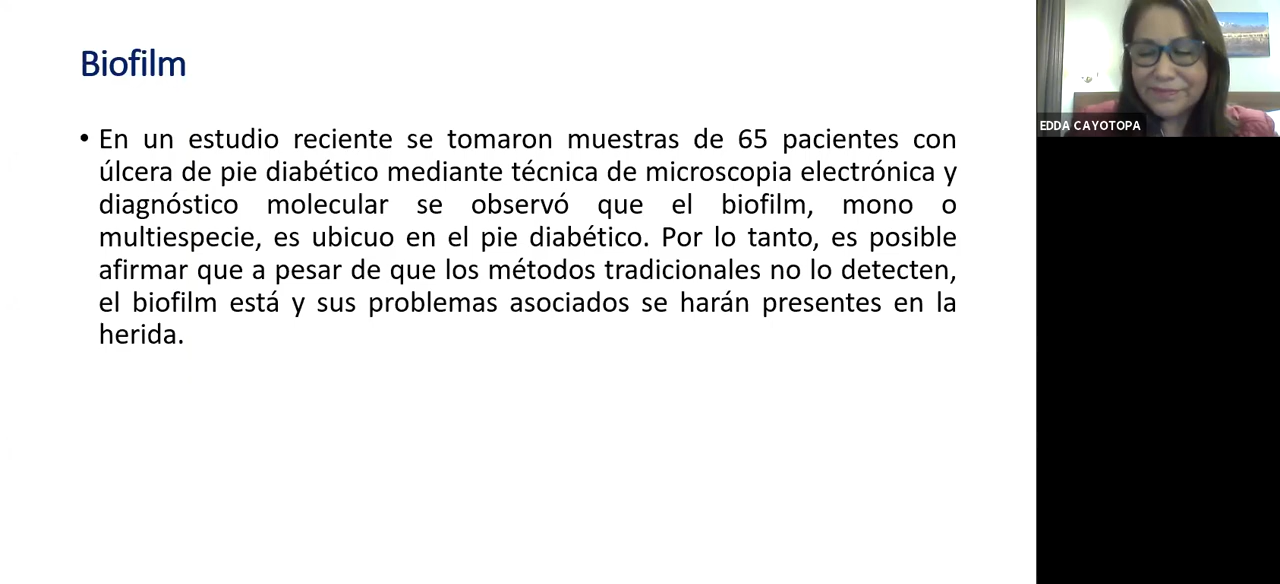 Biofilm
• En un estudio reciente se tomaron muestras de 65 pacientes con
úlcera de pie diabético mediante técnica de microscopia electrónica y
diagnóstico molecular se observó que el biofilm, mono o
multiespecie, es ubicuo en el pie diabético. Por lo tanto, es posible
afirmar que a pesar de que los métodos tradicionales no lo detecten,
el biofilm está y sus problemas asociados se harán presentes en la
herida.
EDDA CAYOTOPA